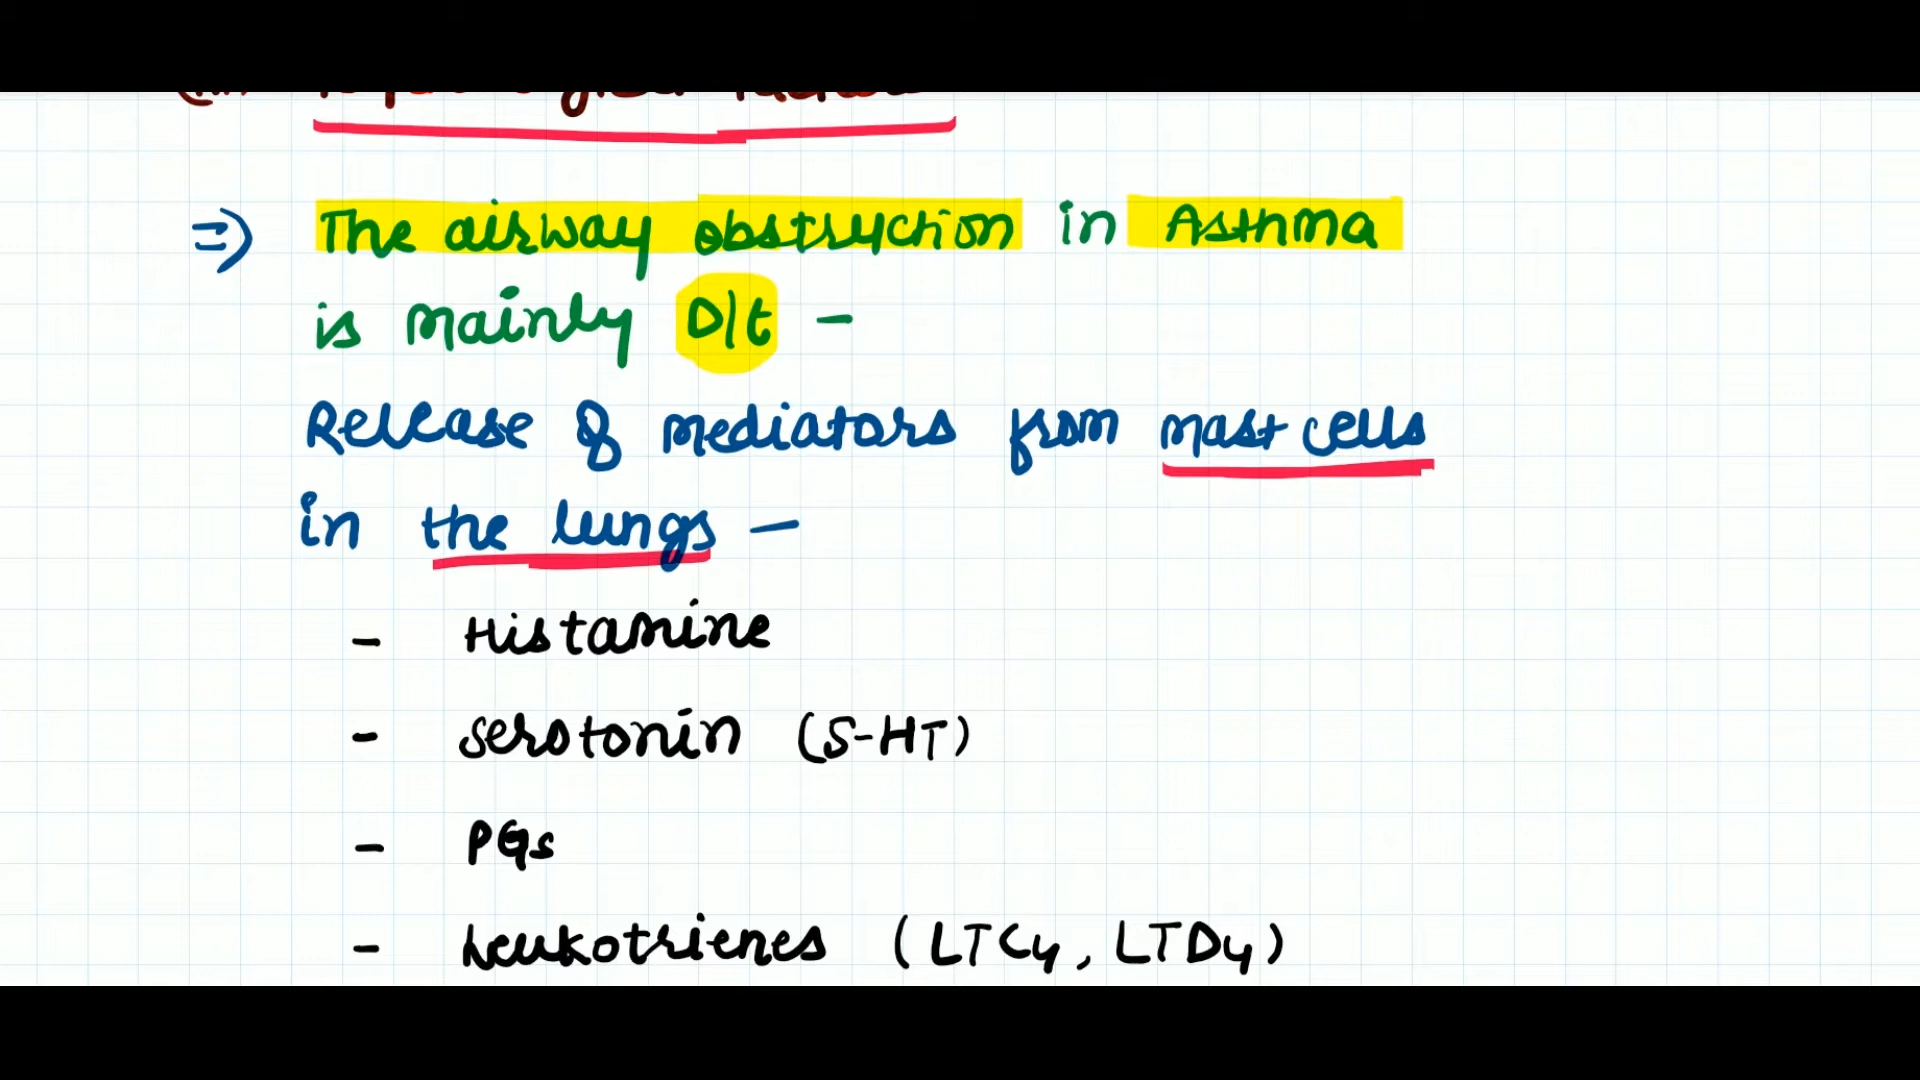 ⇒ The airway obstruction in Asthma
is mainly D/t -
Release of mediators from mast cells
in the lungs -
- Histamine
- Serotonin (5-HT)
- PGs
- Leukotrienes (LTC4, LTD4)